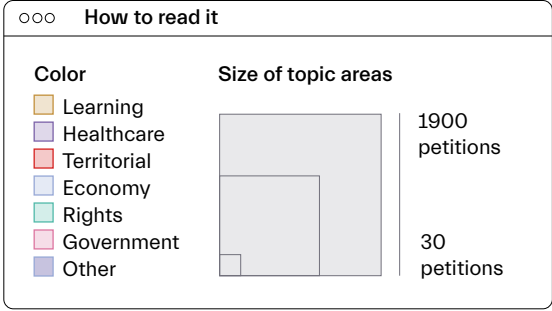 How to read it
Color
Learning
Healthcare
Territorial
Economy
Rights
Government
Other
Size of topic areas
1900
petitions
30
petitions